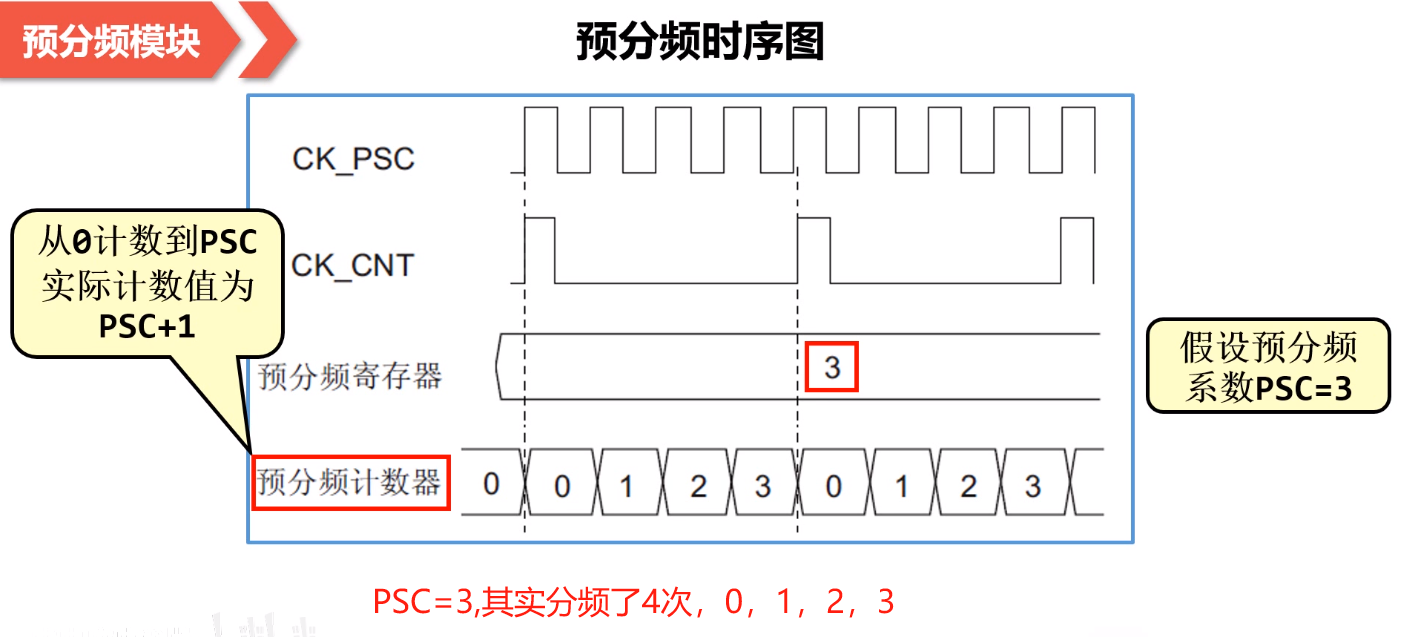 预分频模块
预分频时序图
CK_PSC
从0计数到PSC
实际计数值为
PSC+1
CK_CNT
预分频寄存器
3
假设预分频
系数PSC=3
预分频计数器
0 0 1 2 3 0 1 2 3
PSC=3,其实分频了4次，0，1，2，3